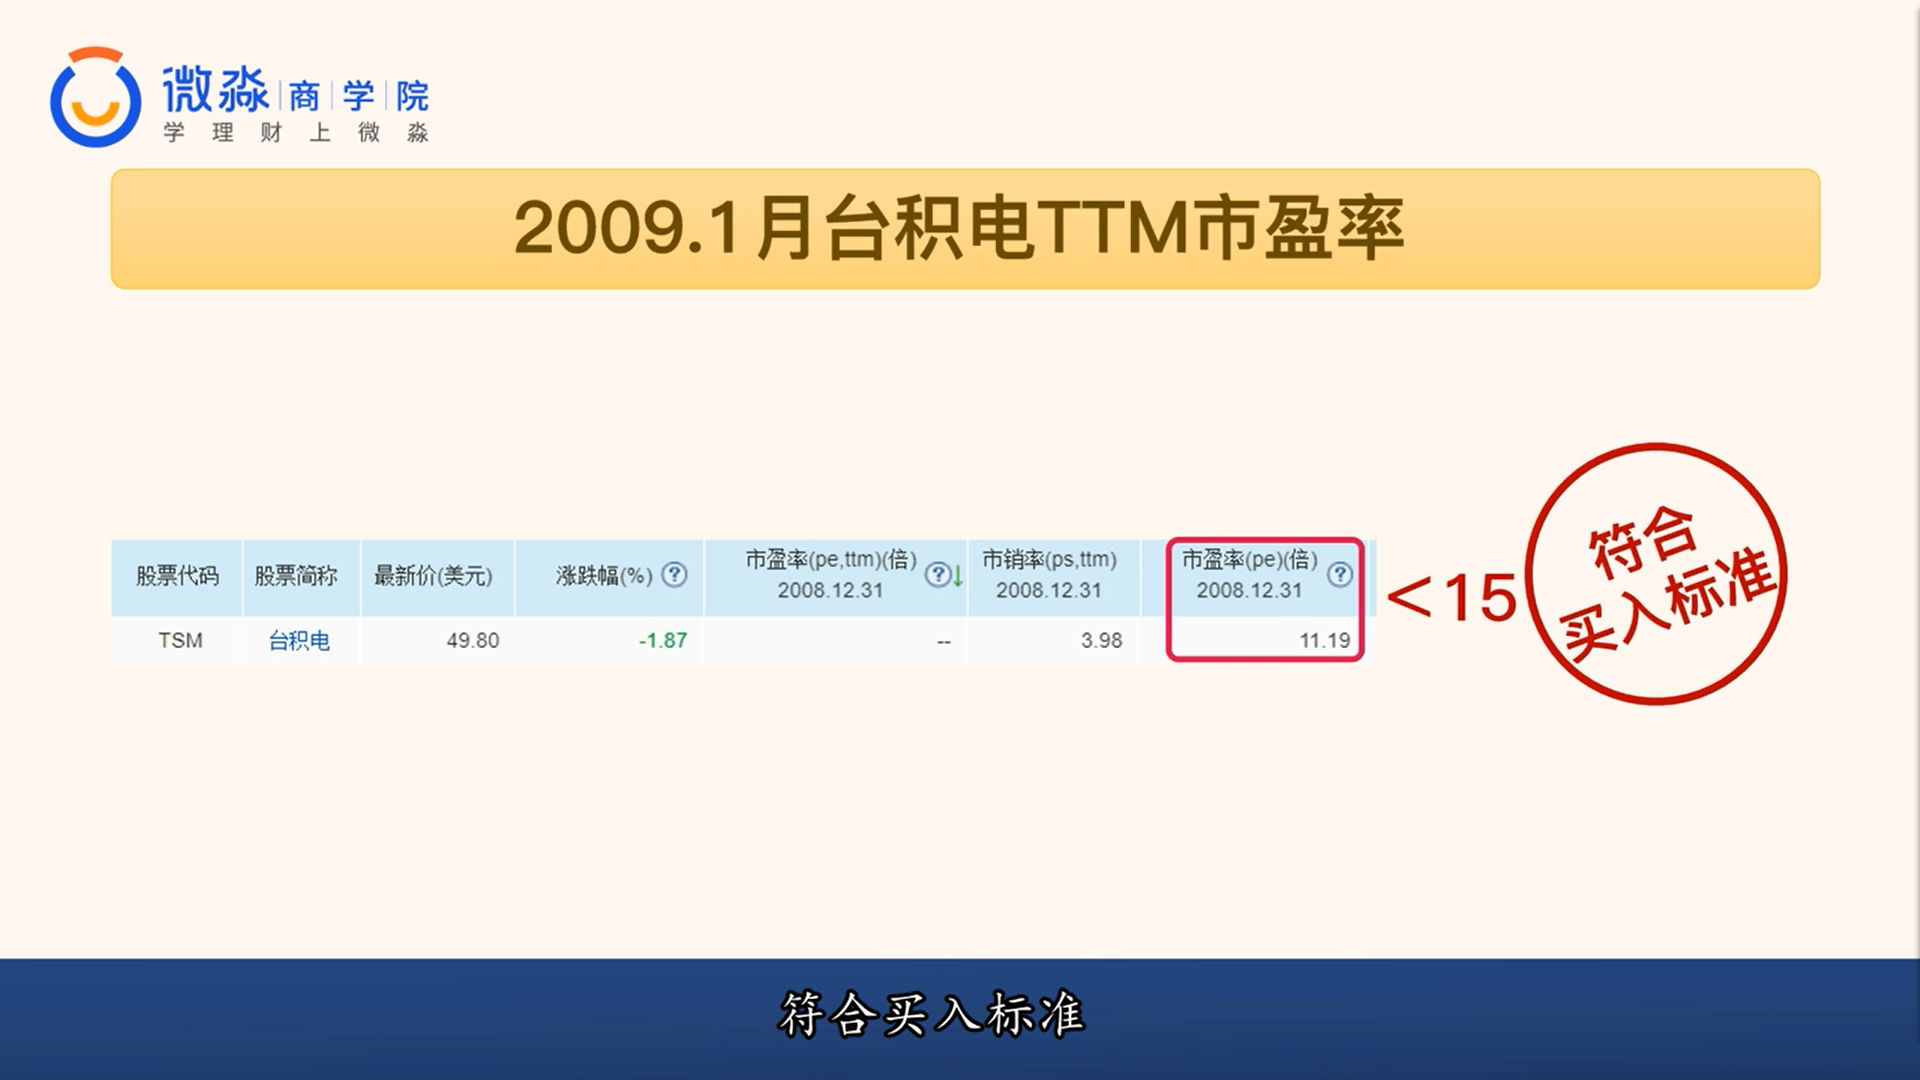 微淼 商 学 院
学理财上微淼
2009.1月台积电TTM市盈率
股票代码 股票简称 最新价(美元) 涨跌幅(%) ? 市盈率(pe,ttm)(倍) 2008.12.31 ?↓ 市销率(ps,ttm) 2008.12.31 市盈率(pe)(倍) 2008.12.31 ?
TSM 台积电 49.80 -1.87 -- 3.98 11.19
<15
符合
买入标准
符合买入标准